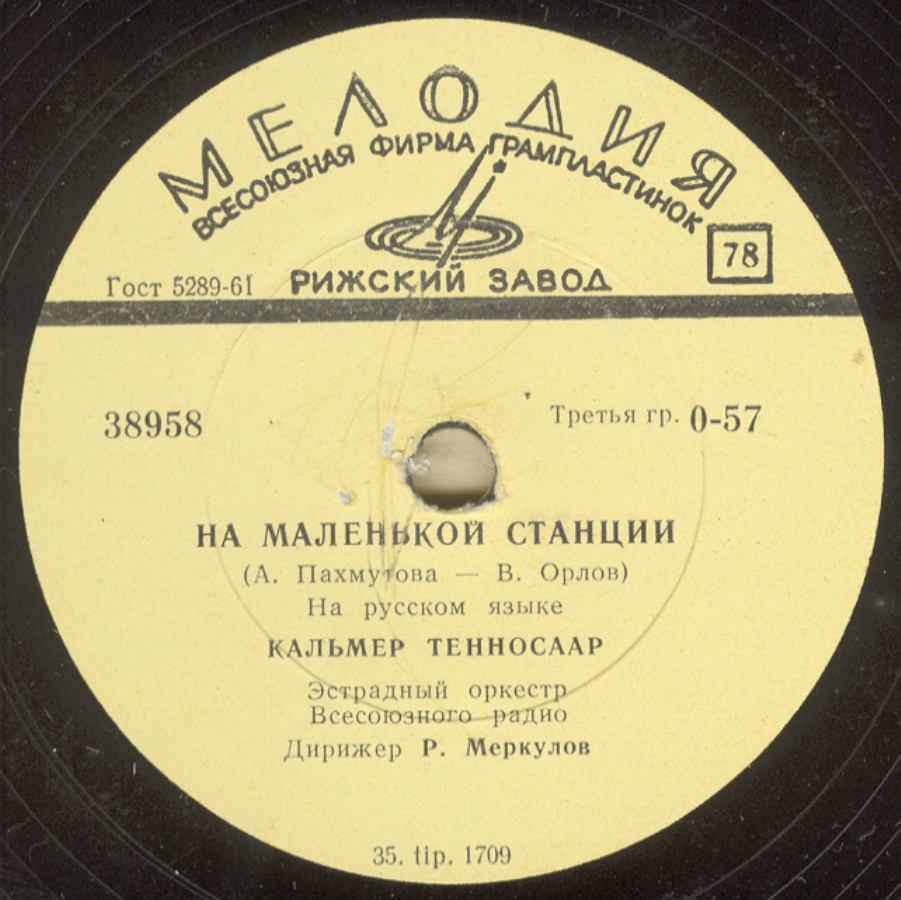 МЕЛОДИЯ
ВСЕСОЮЗНАЯ ФИРМА ГРАМПЛАСТИНОК
78
Гост 5289-61
РИЖСКИЙ ЗАВОД
38958
Третья гр. 0-57
НА МАЛЕНЬКОЙ СТАНЦИИ
(А. Пахмутова — В. Орлов)
На русском языке
КАЛЬМЕР ТЕННОСААР
Эстрадный оркестр
Всесоюзного радио
Дирижер Р. Меркулов
35. tip. 1709